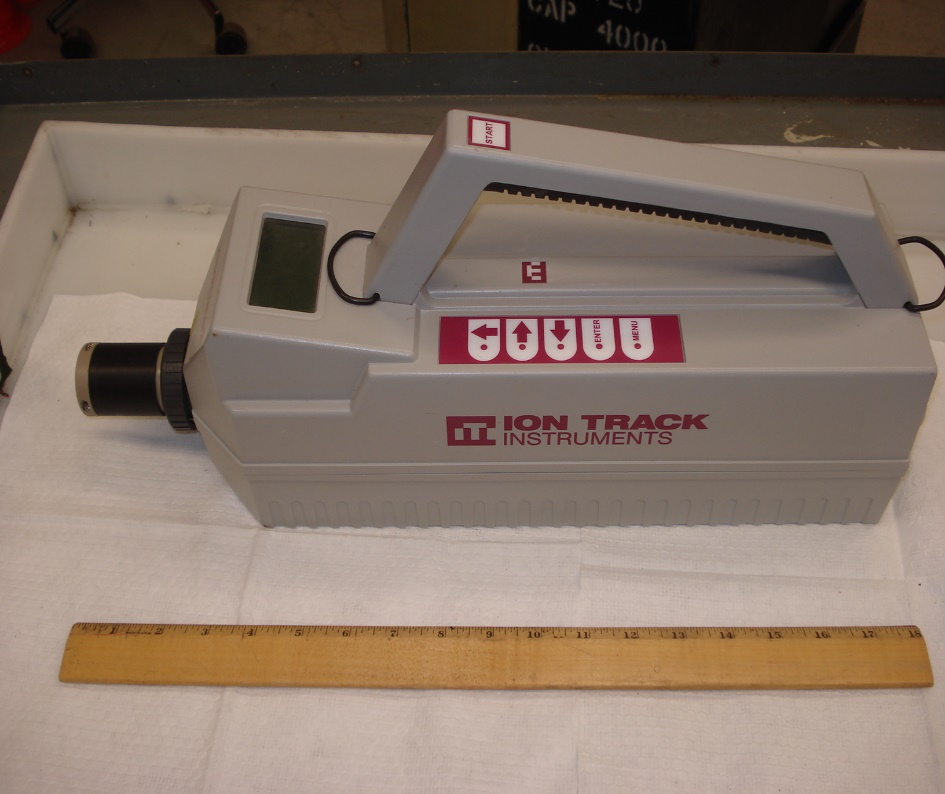 CAP 4000
START
ENTER
MENU
ION TRACK
INSTRUMENTS
1 2 3 4 5 6 7 8 9 10 11 12 13 14 15 16 17 18